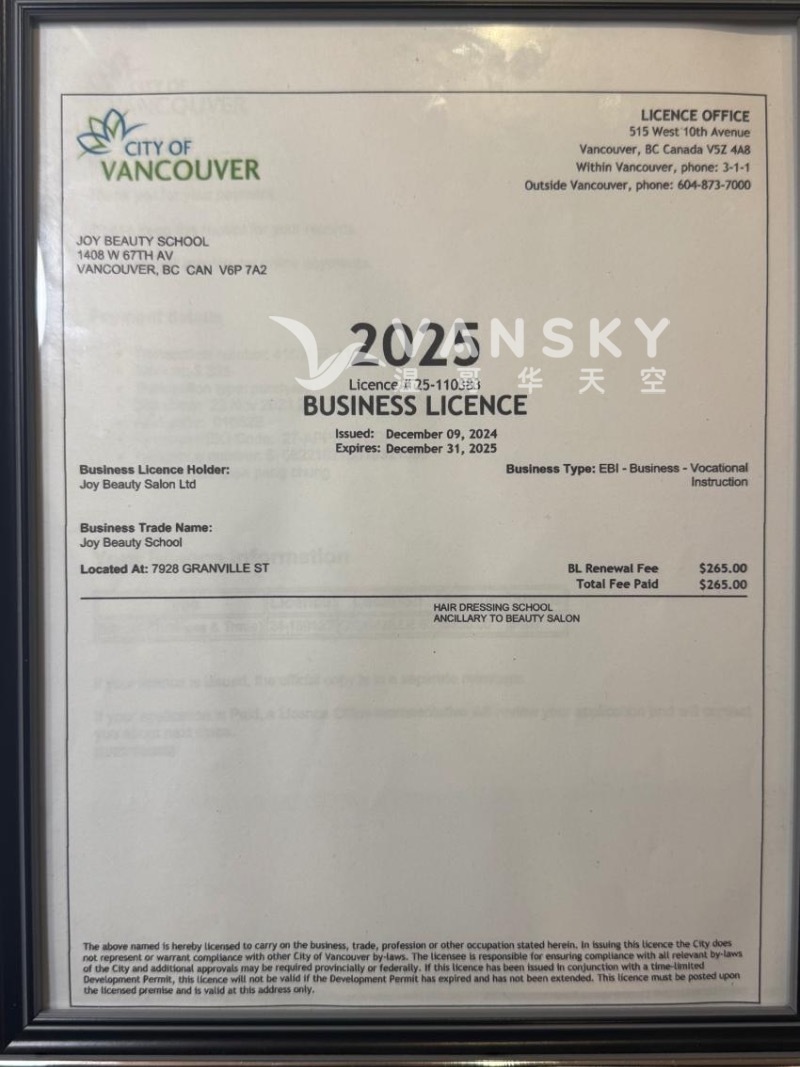 CITY OF
VANCOUVER
LICENCE OFFICE
515 West 10th Avenue
Vancouver, BC Canada V5Z 4A8
Within Vancouver, phone: 3-1-1
Outside Vancouver, phone: 604-873-7000
JOY BEAUTY SCHOOL
1408 W 67TH AV
VANCOUVER, BC CAN V6P 7A2
2025
VANSKY
温哥华天空
Licence #
BUSINESS LICENCE
Issued: December 09, 2024
Expires: December 31, 2025
Business Licence Holder:
Joy Beauty Salon Ltd
Business Type: EBI - Business - Vocational
Instruction
Business Trade Name:
Joy Beauty School
Located At: 7928 GRANVILLE ST
BL Renewal Fee $265.00
Total Fee Paid $265.00
HAIR DRESSING SCHOOL
ANCILLARY TO BEAUTY SALON
The above named is hereby licensed to carry on the business, trade, profession or other occupation stated herein. In issuing this licence the City does
not represent or warrant compliance with other City of Vancouver by-laws. The licensee is responsible for ensuring compliance with all relevant by-laws
of the City and additional approvals may be required provincially or federally. If this licence has been issued in conjunction with a time-limited
Development Permit, this licence will not be valid if the Development Permit has expired and has not been extended. This licence must be posted upon
the licensed premise and is valid at this address only.